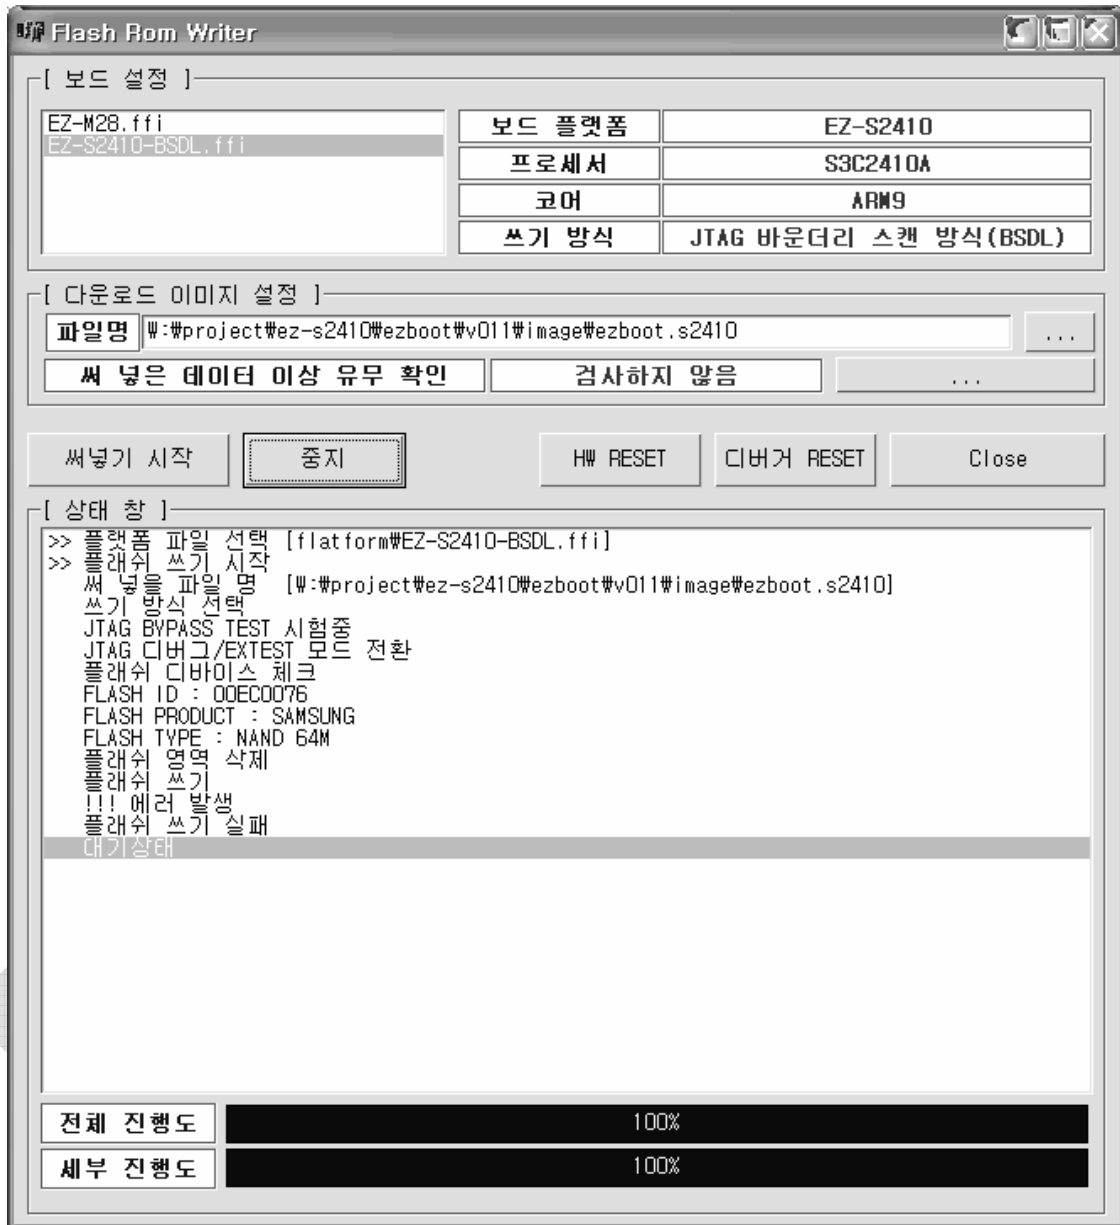 Flash Rom Writer
[ 보드 설정 ]
EZ-M28.ffi
EZ-S2410-BSDL.ffi
보드 플랫폼 EZ-S2410
프로세서 S3C2410A
코어 ARM9
쓰기 방식 JTAG 바운더리 스캔 방식(BSDL)
[ 다운로드 이미지 설정 ]
파일명 W:₩project₩ez-s2410₩ezboot₩v011₩image₩ezboot.s2410 ...
써 넣은 데이터 이상 유무 확인 검사하지 않음 ...
써넣기 시작 중지 HW RESET 디버거 RESET Close
[ 상태 창 ]
>> 플랫폼 파일 선택 [flatform₩EZ-S2410-BSDL.ffi]
>> 플래쉬 쓰기 시작
써 넣을 파일 명 [W:₩project₩ez-s2410₩ezboot₩v011₩image₩ezboot.s2410]
쓰기 방식 선택
JTAG BYPASS TEST 시험중
JTAG 디버그/EXTEST 모드 전환
플래쉬 디바이스 체크
FLASH ID : 00EC0076
FLASH PRODUCT : SAMSUNG
FLASH TYPE : NAND 64M
플래쉬 영역 삭제
플래쉬 쓰기
!!! 에러 발생
플래쉬 쓰기 실패
대기상태
전체 진행도 100%
세부 진행도 100%